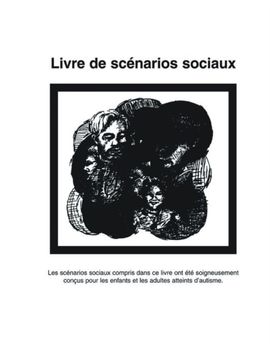 Livre de scénarios sociaux
Les scénarios sociaux compris dans ce livre ont été soigneusement
conçus pour les enfants et les adultes atteints d'autisme.